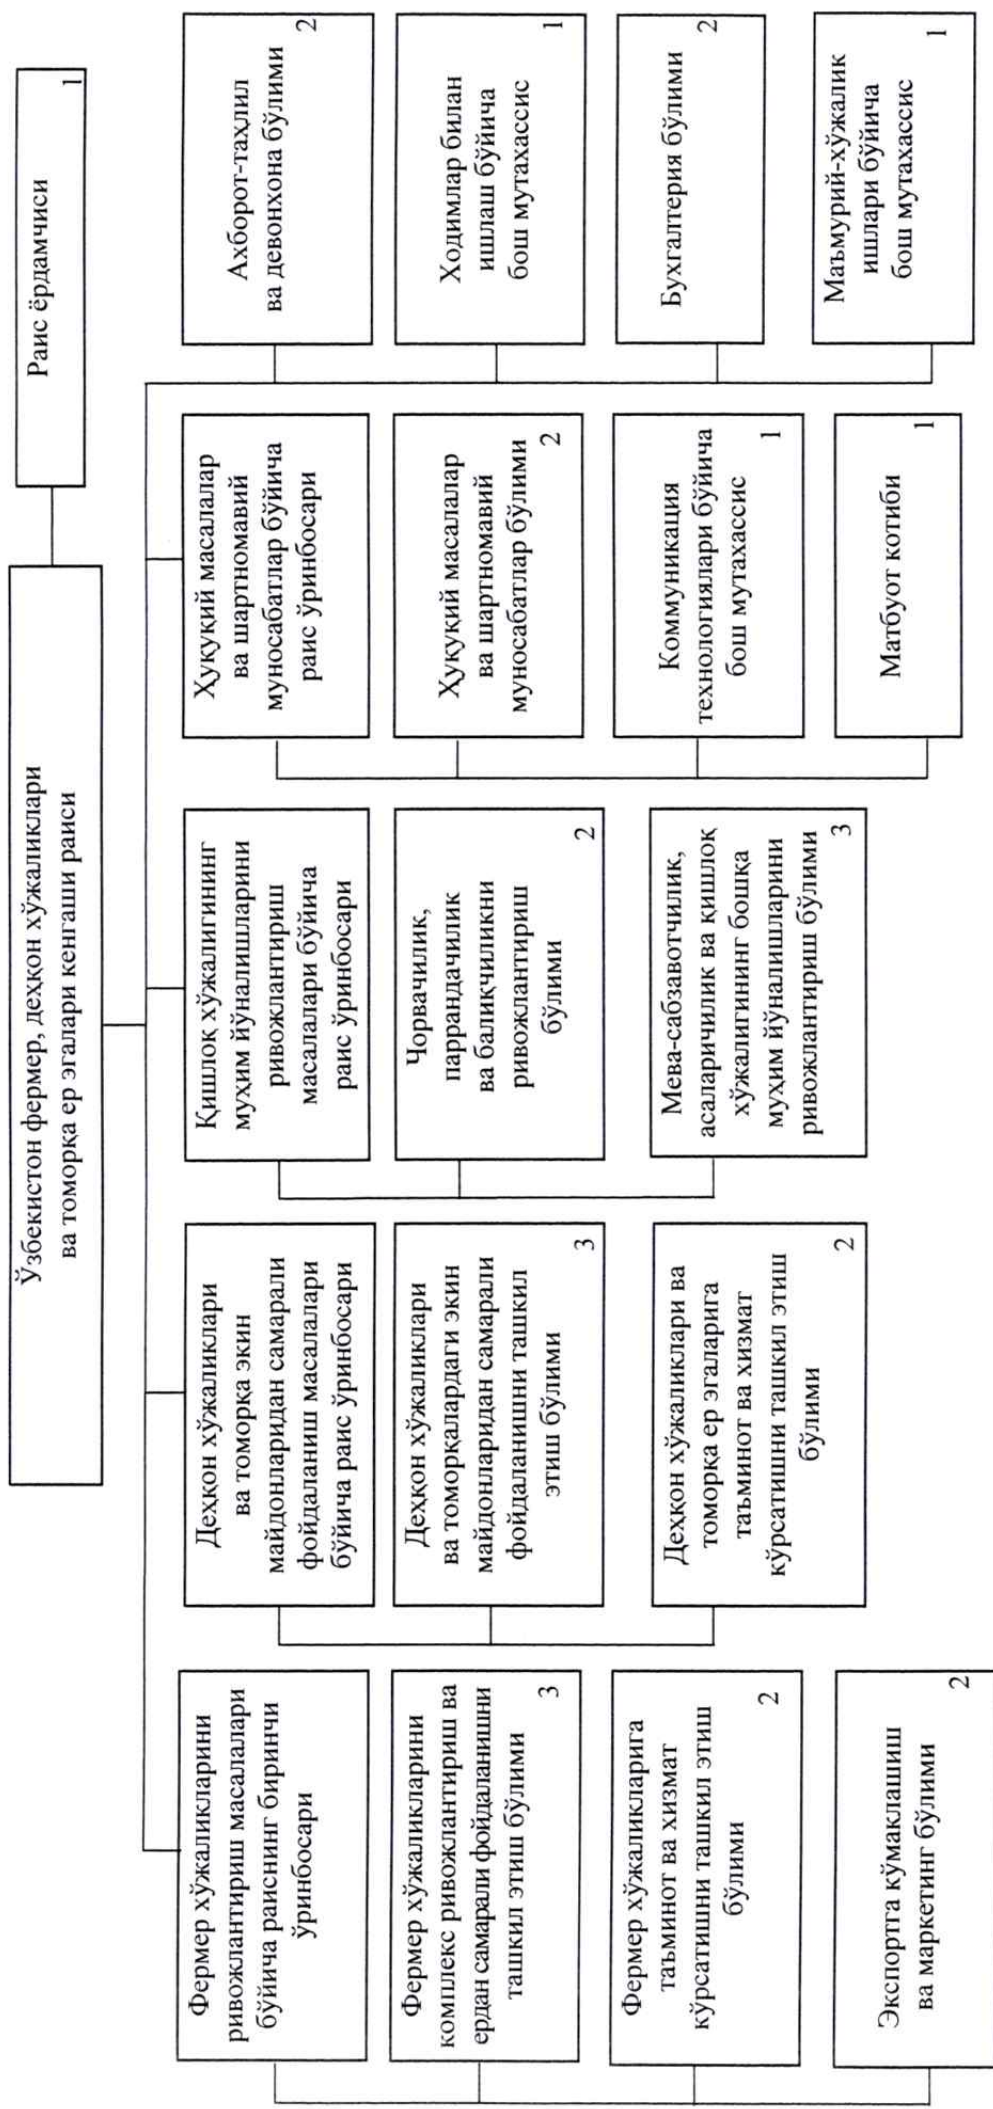 Ўзбекистон фермер, деҳқон хўжаликлари
ва томорқа ер эгалари кенгаши раиси
Раис ёрдамчиси
1
Фермер хўжаликларини
ривожлантириш масалалари
бўйича раиснинг биринчи
ўринбосари
Фермер хўжаликларини
комплекс ривожлантириш ва
ердан самарали фойдаланишни
ташкил этиш бўлими
3
Фермер хўжаликларига
таъминот ва хизмат
кўрсатишни ташкил этиш
бўлими
2
Экспортга кўмаклашиш
ва маркетинг бўлими
2
Деҳқон хўжаликлари
ва томорқа экин
майдонларидан самарали
фойдаланиш масалалари
бўйича раис ўринбосари
Деҳқон хўжаликлари
ва томорқалардаги экин
майдонларидан самарали
фойдаланишни ташкил
этиш бўлими
3
Деҳқон хўжаликлари ва
томорқа ер эгаларига
таъминот ва хизмат
кўрсатишни ташкил этиш
бўлими
2
Қишлоқ хўжалигининг
муҳим йўналишларини
ривожлантириш
масалалари бўйича
раис ўринбосари
Чорвачилик,
паррандачилик
ва балиқчиликни
ривожлантириш
бўлими
2
Мева-сабзавотчилик,
асаларичилик ва қишлоқ
хўжалигининг бошқа
муҳим йўналишларини
ривожлантириш бўлими
3
Ҳуқуқий масалалар
ва шартномавий
муносабатлар бўйича
раис ўринбосари
Ҳуқуқий масалалар
ва шартномавий
муносабатлар бўлими
2
Коммуникация
технологиялари бўйича
бош мутахассис
1
Матбуот котиби
1
Ахборот-таҳлил
ва девонхона бўлими
2
Ходимлар билан
ишлаш бўйича
бош мутахассис
1
Бухгалтерия бўлими
2
Маъмурий-хўжалик
ишлари бўйича
бош мутахассис
1